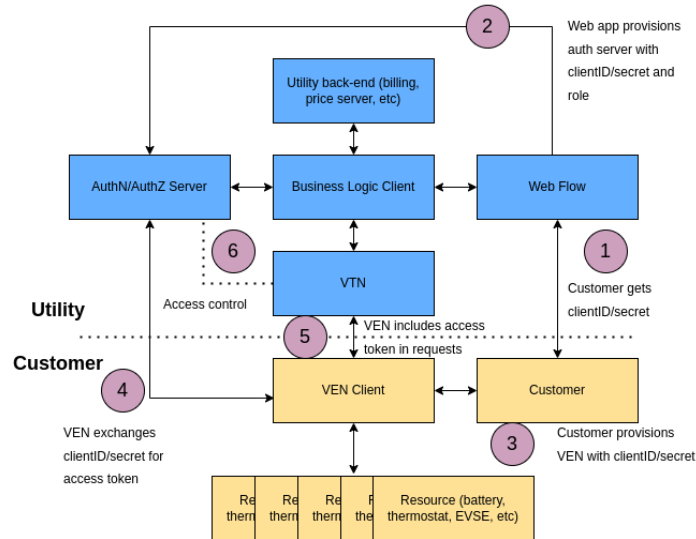 2
Web app provisions
auth server with
clientID/secret and
role
Utility back-end (billing,
price server, etc)
AuthN/AuthZ Server
Business Logic Client
Web Flow
6
1
Access control
VTN
Customer gets
clientID/secret
Utility
5
VEN includes access
token in requests
Customer
4
VEN Client
Customer
VEN exchanges
clientID/secret for
access token
3
Customer provisions
VEN with clientID/secret
Resource (battery,
thermostat, EVSE, etc)